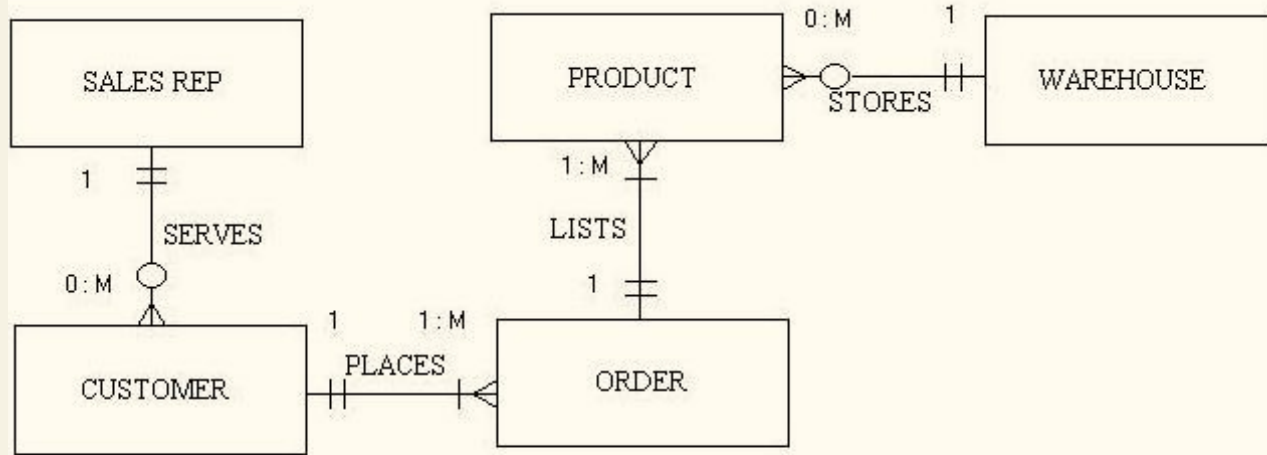 0:M
1
SALES REP
PRODUCT
WAREHOUSE
STORES
1
1:M
SERVES
LISTS
0:M
1
1
1:M
PLACES
CUSTOMER
ORDER